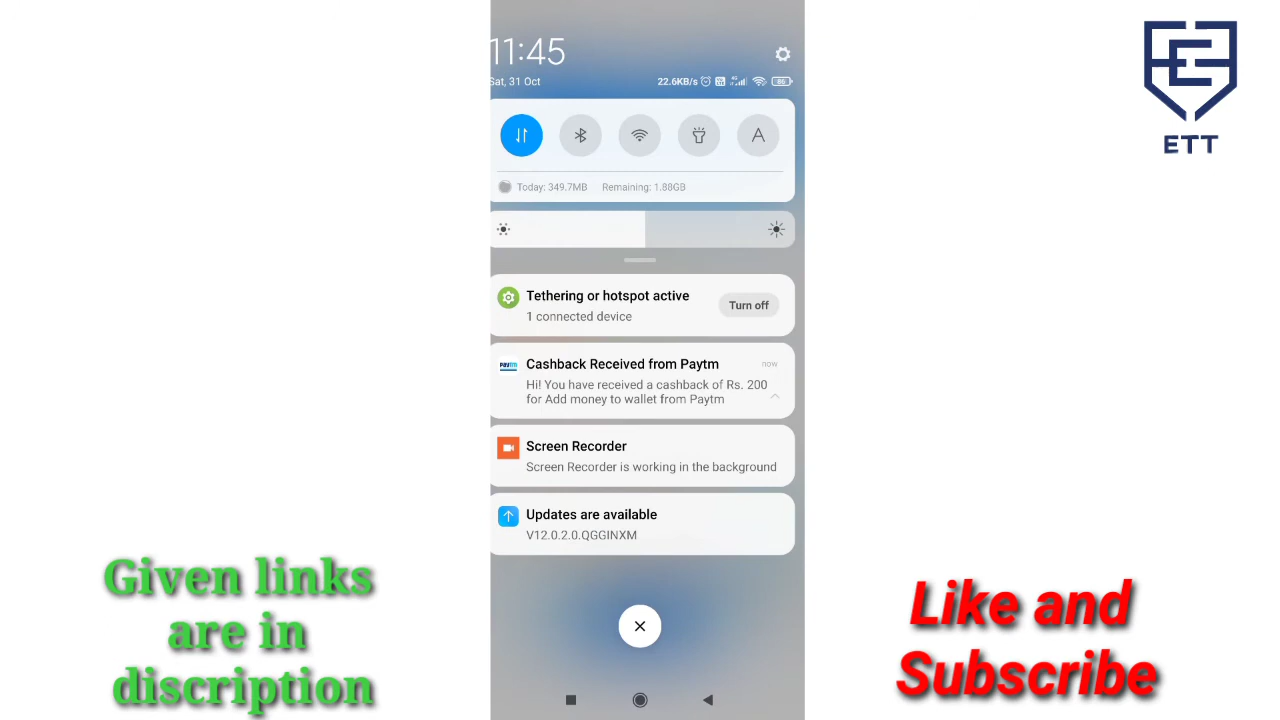 11:45
Sat, 31 Oct
22.6KB/s
Today: 349.7MB Remaining: 1.88GB
Tethering or hotspot active
1 connected device
Turn off
Cashback Received from Paytm
now
Paytm
Hi! You have received a cashback of Rs. 200
for Add money to wallet from Paytm
Screen Recorder
Screen Recorder is working in the background
Updates are available
V12.0.2.0.QGGINXM
ETT
Given links
are in
discription
Like and
Subscribe